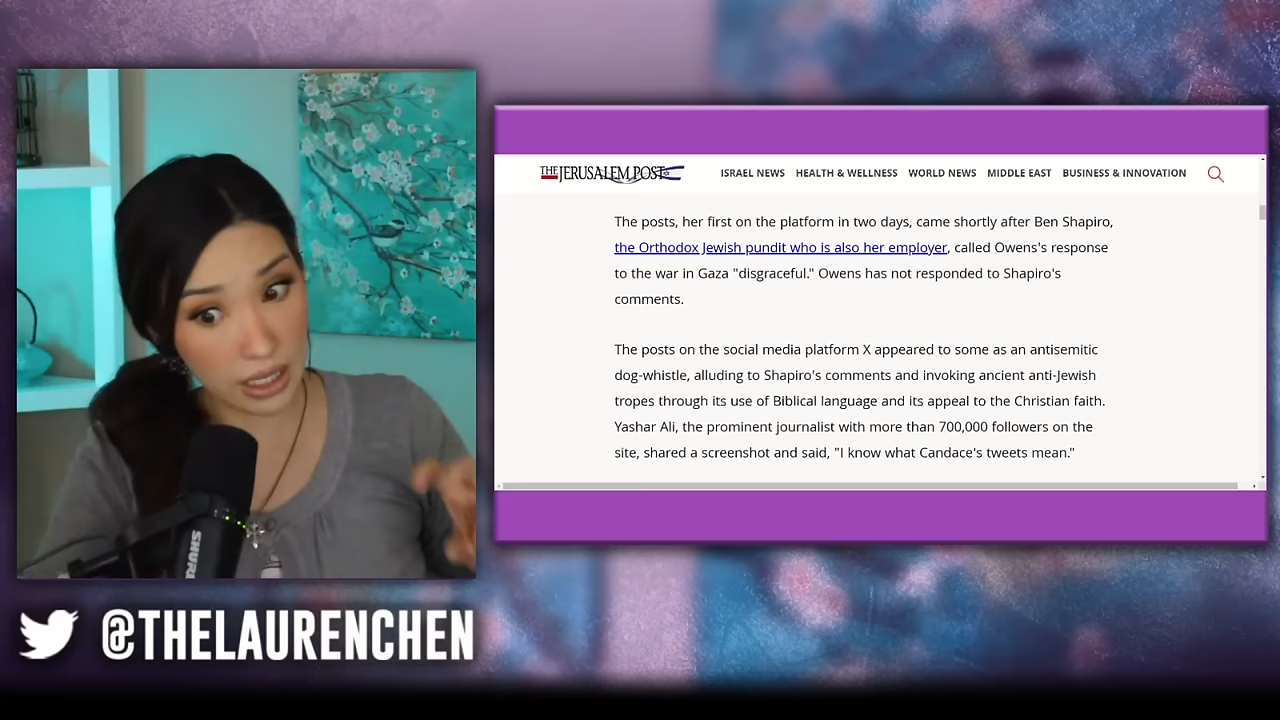 THE JERUSALEM POST
ISRAEL NEWS HEALTH & WELLNESS WORLD NEWS MIDDLE EAST BUSINESS & INNOVATION
The posts, her first on the platform in two days, came shortly after Ben Shapiro,
the Orthodox Jewish pundit who is also her employer, called Owens's response
to the war in Gaza "disgraceful." Owens has not responded to Shapiro's
comments.
The posts on the social media platform X appeared to some as an antisemitic
dog-whistle, alluding to Shapiro's comments and invoking ancient anti-Jewish
tropes through its use of Biblical language and its appeal to the Christian faith.
Yashar Ali, the prominent journalist with more than 700,000 followers on the
site, shared a screenshot and said, "I know what Candace's tweets mean."
SHURE
@THELAURENCHEN